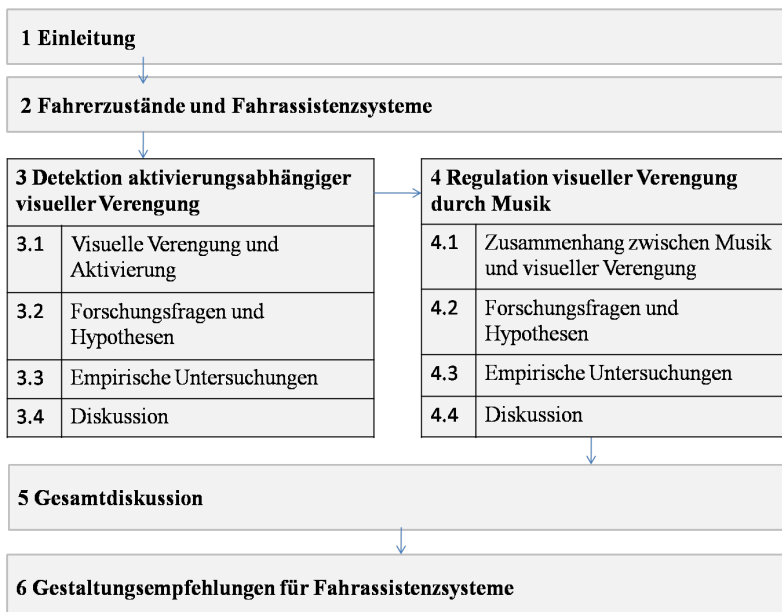 1 Einleitung
2 Fahrerzustände und Fahrassistenzsysteme
3 Detektion aktivierungsabhängiger
visueller Verengung
3.1 Visuelle Verengung und
Aktivierung
3.2 Forschungsfragen und
Hypothesen
3.3 Empirische Untersuchungen
3.4 Diskussion
4 Regulation visueller Verengung
durch Musik
4.1 Zusammenhang zwischen Musik
und visueller Verengung
4.2 Forschungsfragen und
Hypothesen
4.3 Empirische Untersuchungen
4.4 Diskussion
5 Gesamtdiskussion
6 Gestaltungsempfehlungen für Fahrassistenzsysteme